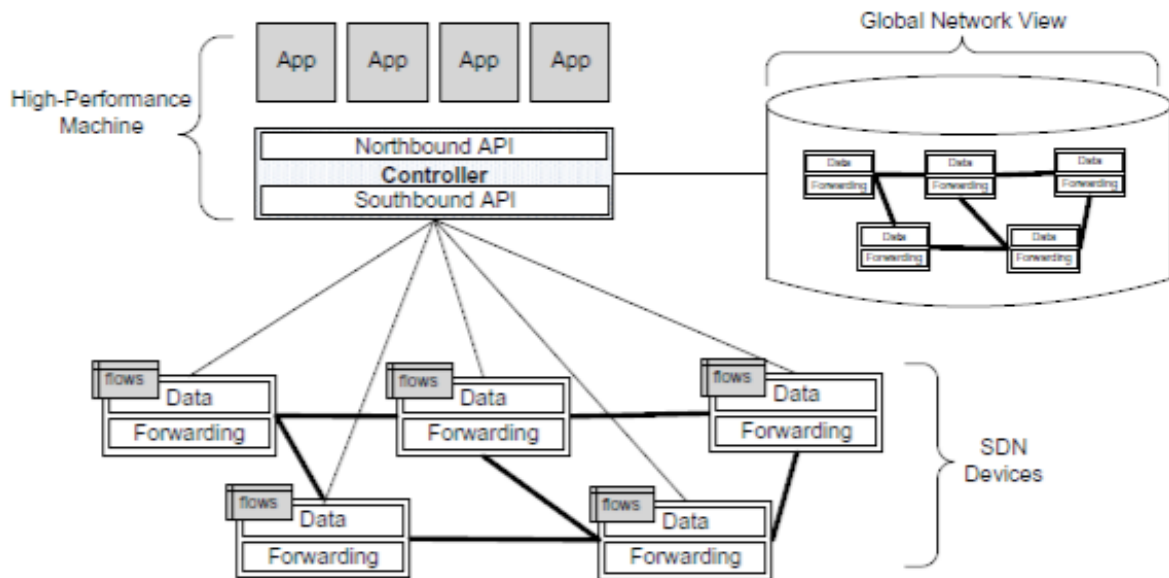 Global Network View
App App App App
High-Performance
Machine
Northbound API
Controller
Southbound API
Data Data Data
Forwarding Forwarding Forwarding
Data Data
Forwarding Forwarding
flows flows flows
Data Data Data
Forwarding Forwarding Forwarding
SDN
Devices
flows flows
Data Data
Forwarding Forwarding